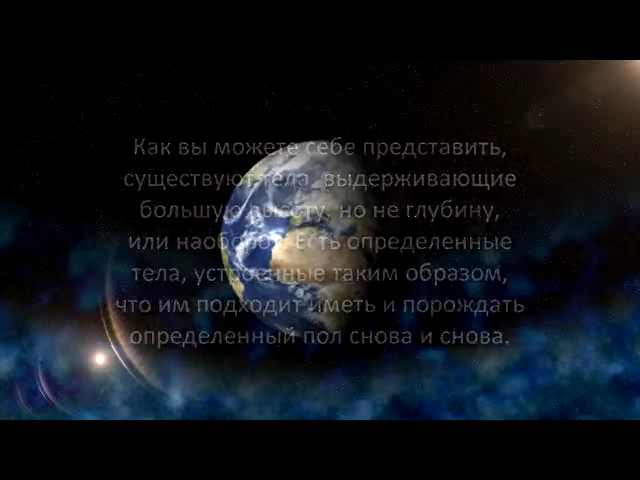 Как вы можете себе представить,
существуют тела, выдерживающие
большую высоту, но не глубину,
или наоборот. Есть определенные
тела, устроенные таким образом,
что им подходит иметь и порождать
определенный пол снова и снова.